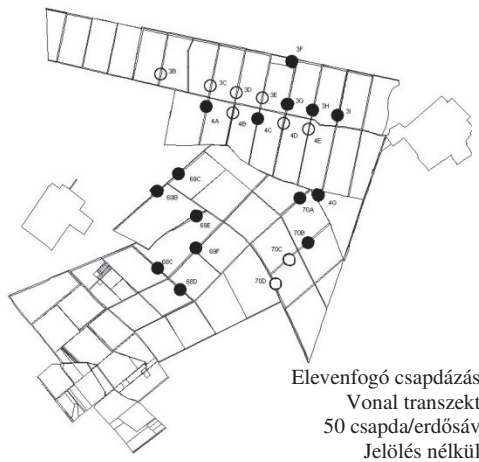 3F
3B
3C
3D
3E
3G
3H
3I
4A
4B
4C
4D
4E
69C
69B
70A
4G
69E
70B
69F
70C
68C
70D
68D
Elevenfogó csapdázás
Vonal transzekt
50 csapda/erdősáv
Jelölés nélkül